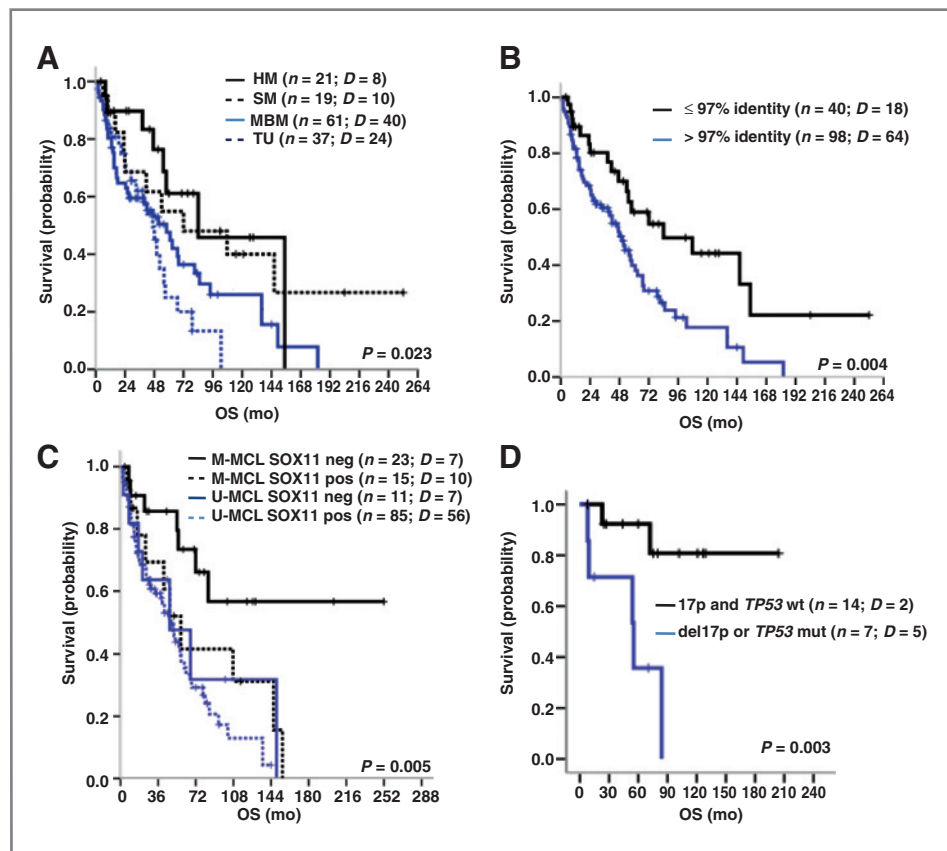 A
HM (n = 21; D = 8)
SM (n = 19; D = 10)
MBM (n = 61; D = 40)
TU (n = 37; D = 24)
Survival (probability)
1.0
0.8
0.6
0.4
0.2
0.0
P = 0.023
0 24 48 72 96 120 144 168 192 216 240 264
OS (mo)
B
≤ 97% identity (n = 40; D = 18)
> 97% identity (n = 98; D = 64)
Survival (probability)
1.0
0.8
0.6
0.4
0.2
0.0
P = 0.004
0 24 48 72 96 120 144 168 192 216 240 264
OS (mo)
C
M-MCL SOX11 neg (n = 23; D = 7)
M-MCL SOX11 pos (n = 15; D = 10)
U-MCL SOX11 neg (n = 11; D = 7)
U-MCL SOX11 pos (n = 85; D = 56)
Survival (probability)
1.0
0.8
0.6
0.4
0.2
0.0
P = 0.005
0 36 72 108 144 180 216 252 288
OS (mo)
D
17p and TP53 wt (n = 14; D = 2)
del17p or TP53 mut (n = 7; D = 5)
Survival (probability)
1.0
0.8
0.6
0.4
0.2
0.0
P = 0.003
0 30 60 90 120 150 180 210 240
OS (mo)